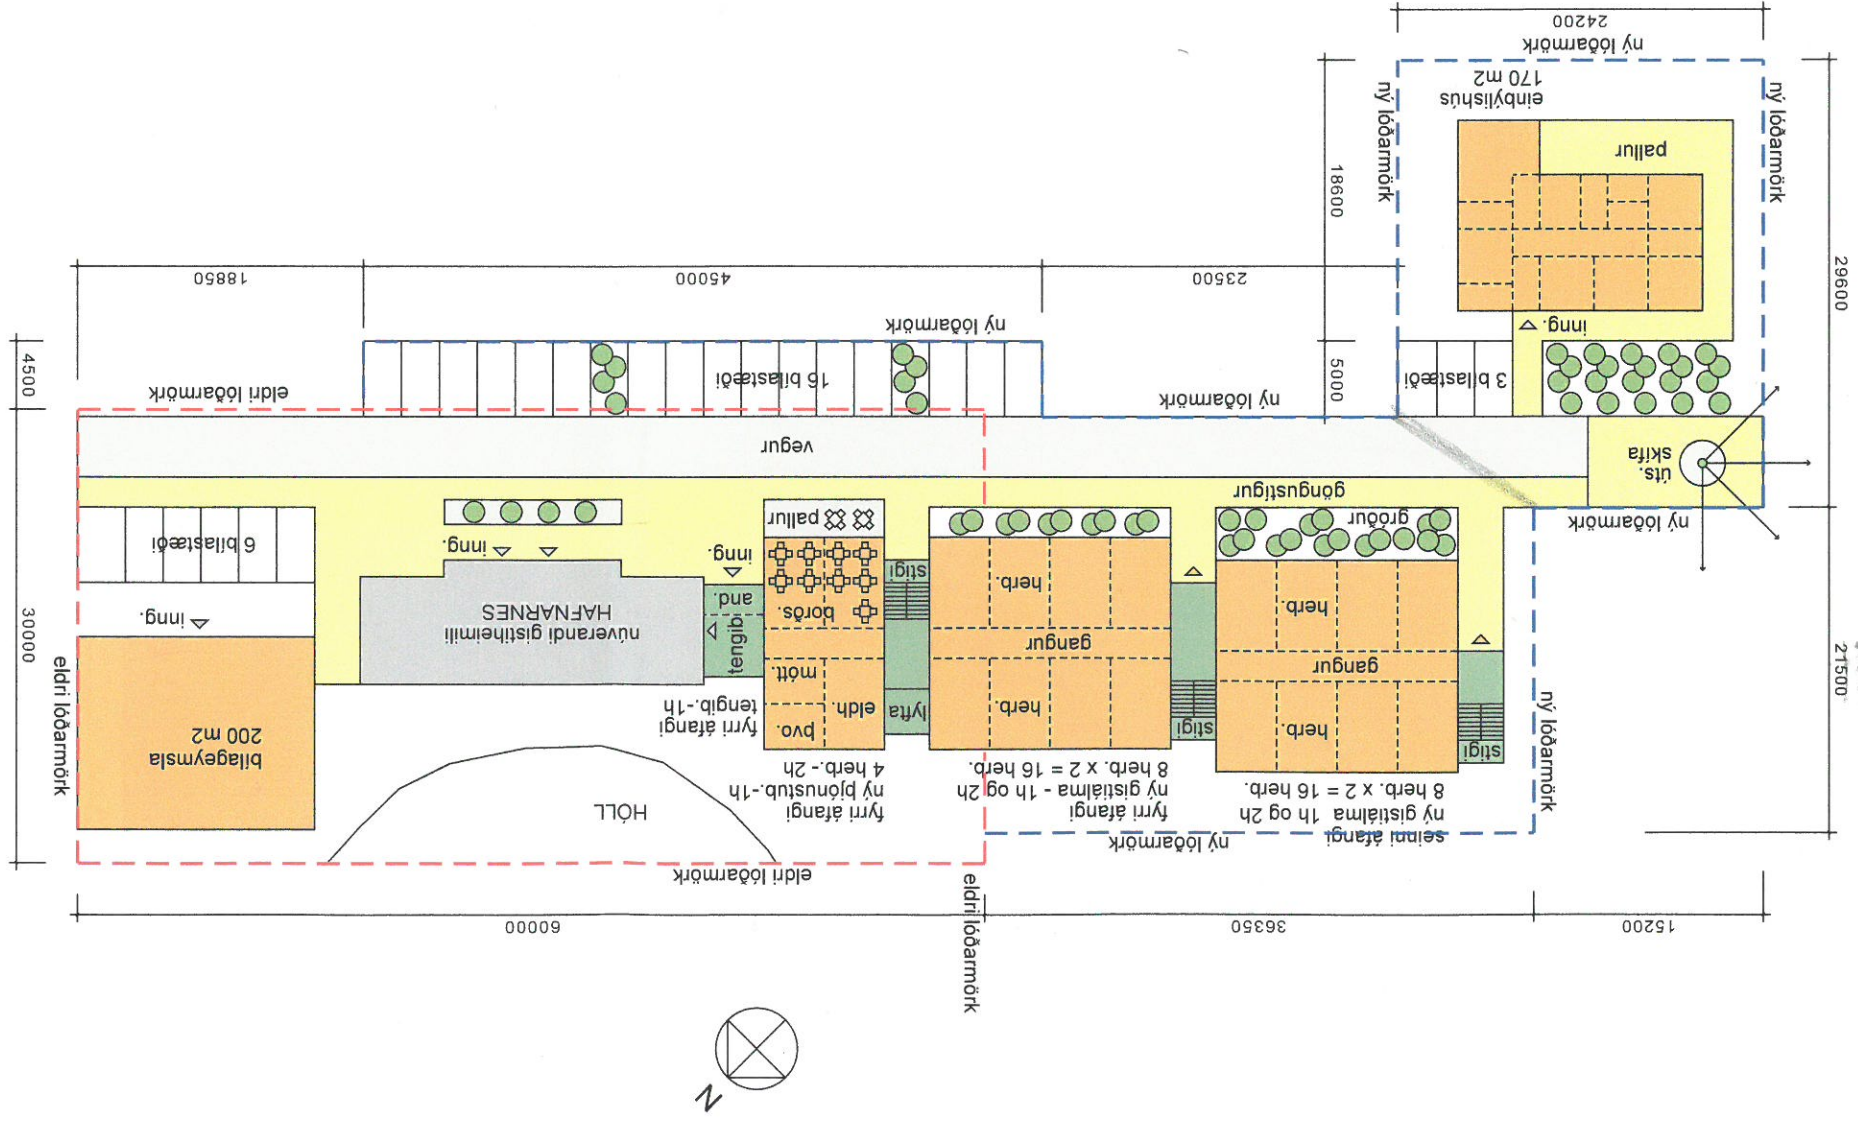 N
15200
36350
60000
eldri lóðarmörk
ný lóðarmörk
eldri lóðarmörk
seinni áfangi
ný gistiálma 1h og 2h
8 herb. x 2 = 16 herb.
fyrri áfangi
ný gistiálma - 1h og 2h
8 herb. x 2 = 16 herb.
fyrri áfangi
ný þjónustub.-1h
4 herb.- 2h
HÓLL
bílageymsla
200 m2
fyrri áfangi
tengib.-1h
21500
ný lóðarmörk
stigi
herb.
stigi
herb.
lyfta
eldh.
þvo.
mótt.
eldri lóðarmörk
30000
gangur
gangur
tengib.
núverandi gistiheimili
HAFNARNES
inng.
herb.
herb.
borðs.
and.
stigi
inng.
inng.
6 bílastæði
ný lóðarmörk
gróður
pallur
göngustígur
úts.
skífa
vegur
ný lóðarmörk
eldri lóðarmörk
3 bílastæði
5000
16 bílastæði
4500
inng.
ný lóðarmörk
29600
23500
45000
18850
18600
pallur
ný lóðarmörk
ný lóðarmörk
einbýlishús
170 m2
ný lóðarmörk
24200